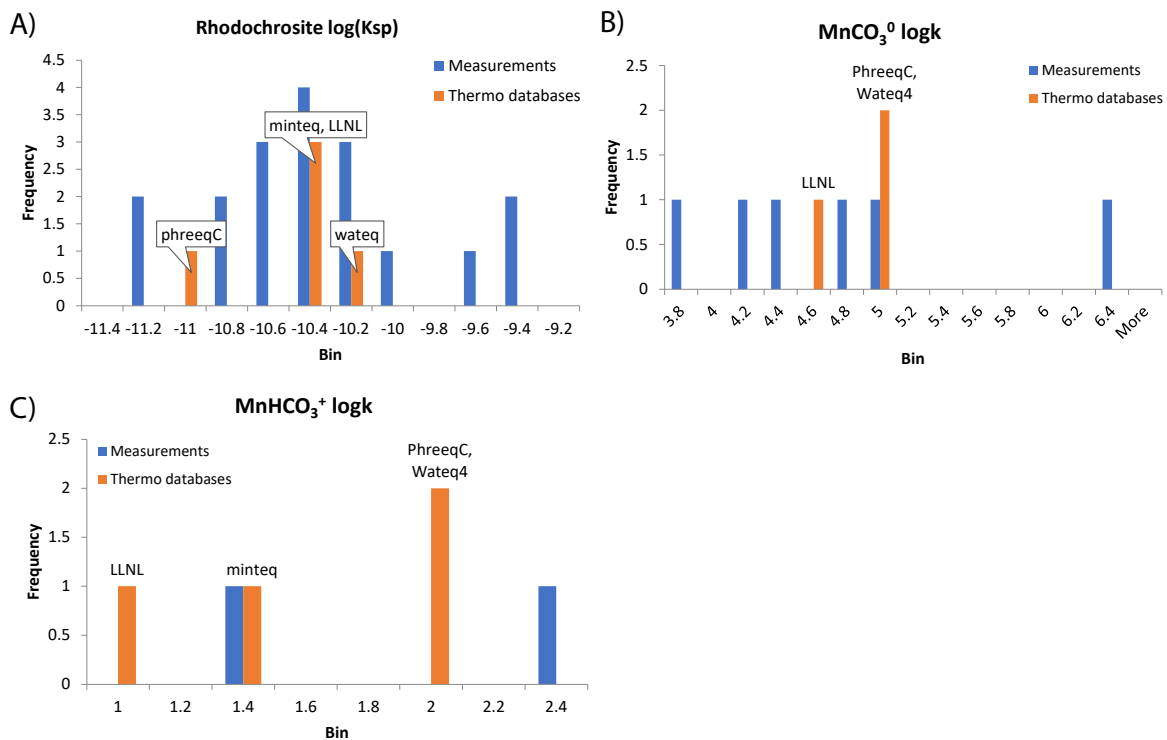 A)
Rhodochrosite log(Ksp)
4.5
4
3.5
3
2.5
2
1.5
1
0.5
0
Frequency
Measurements
Thermo databases
minteq, LLNL
phreeqC
wateq
-11.4 -11.2 -11 -10.8 -10.6 -10.4 -10.2 -10 -9.8 -9.6 -9.4 -9.2
Bin
B)
MnCO₃⁰ logk
2.5
2
1.5
1
0.5
0
Frequency
PhreeqC,
Wateq4
Measurements
Thermo databases
LLNL
3.8 4 4.2 4.4 4.6 4.8 5 5.2 5.4 5.6 5.8 6 6.2 6.4 More
Bin
C)
MnHCO₃⁺ logk
2.5
2
1.5
1
0.5
0
Frequency
Measurements
Thermo databases
PhreeqC,
Wateq4
LLNL
minteq
1 1.2 1.4 1.6 1.8 2 2.2 2.4
Bin